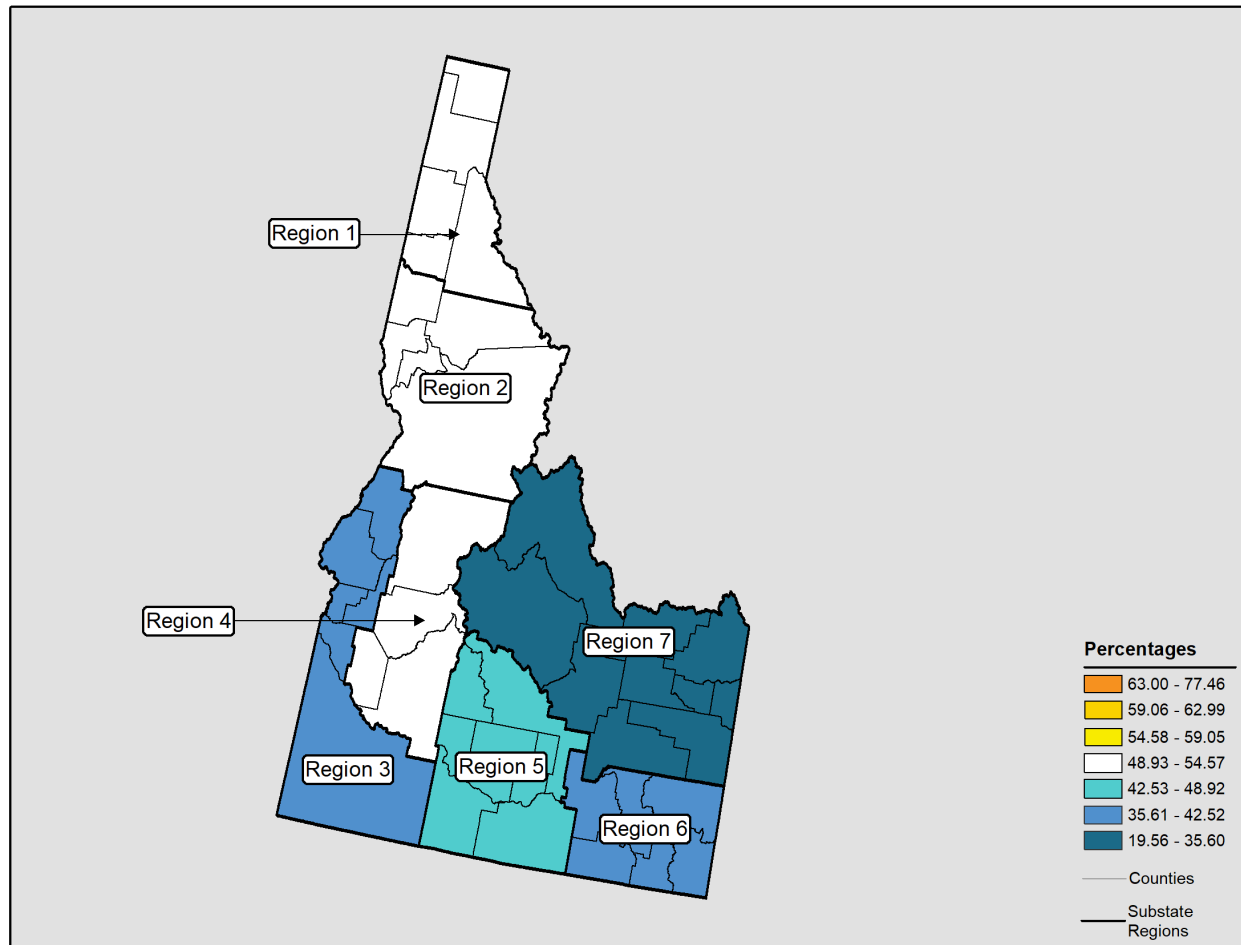 Region 1
Region 2
Region 4
Region 7
Region 3
Region 5
Region 6
Percentages
63.00 - 77.46
59.06 - 62.99
54.58 - 59.05
48.93 - 54.57
42.53 - 48.92
35.61 - 42.52
19.56 - 35.60
Counties
Substate
Regions